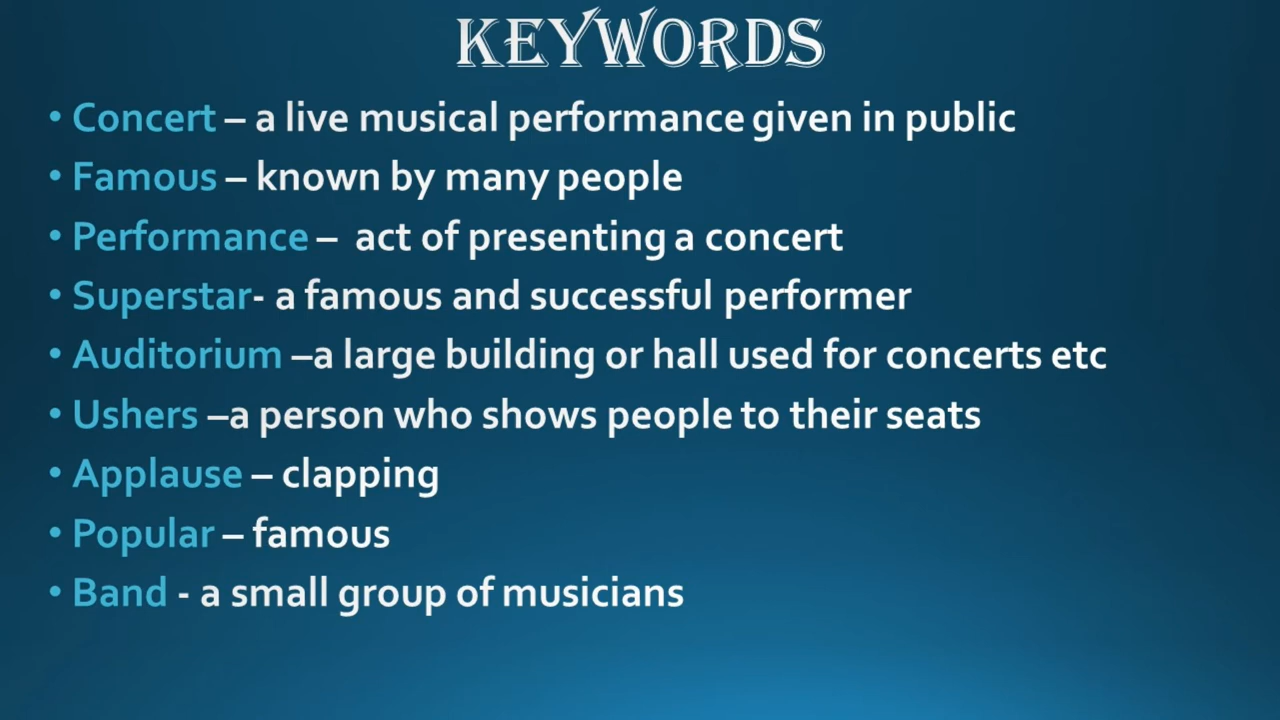 KEYWORDS
• Concert – a live musical performance given in public
• Famous – known by many people
• Performance – act of presenting a concert
• Superstar- a famous and successful performer
• Auditorium –a large building or hall used for concerts etc
• Ushers –a person who shows people to their seats
• Applause – clapping
• Popular – famous
• Band - a small group of musicians